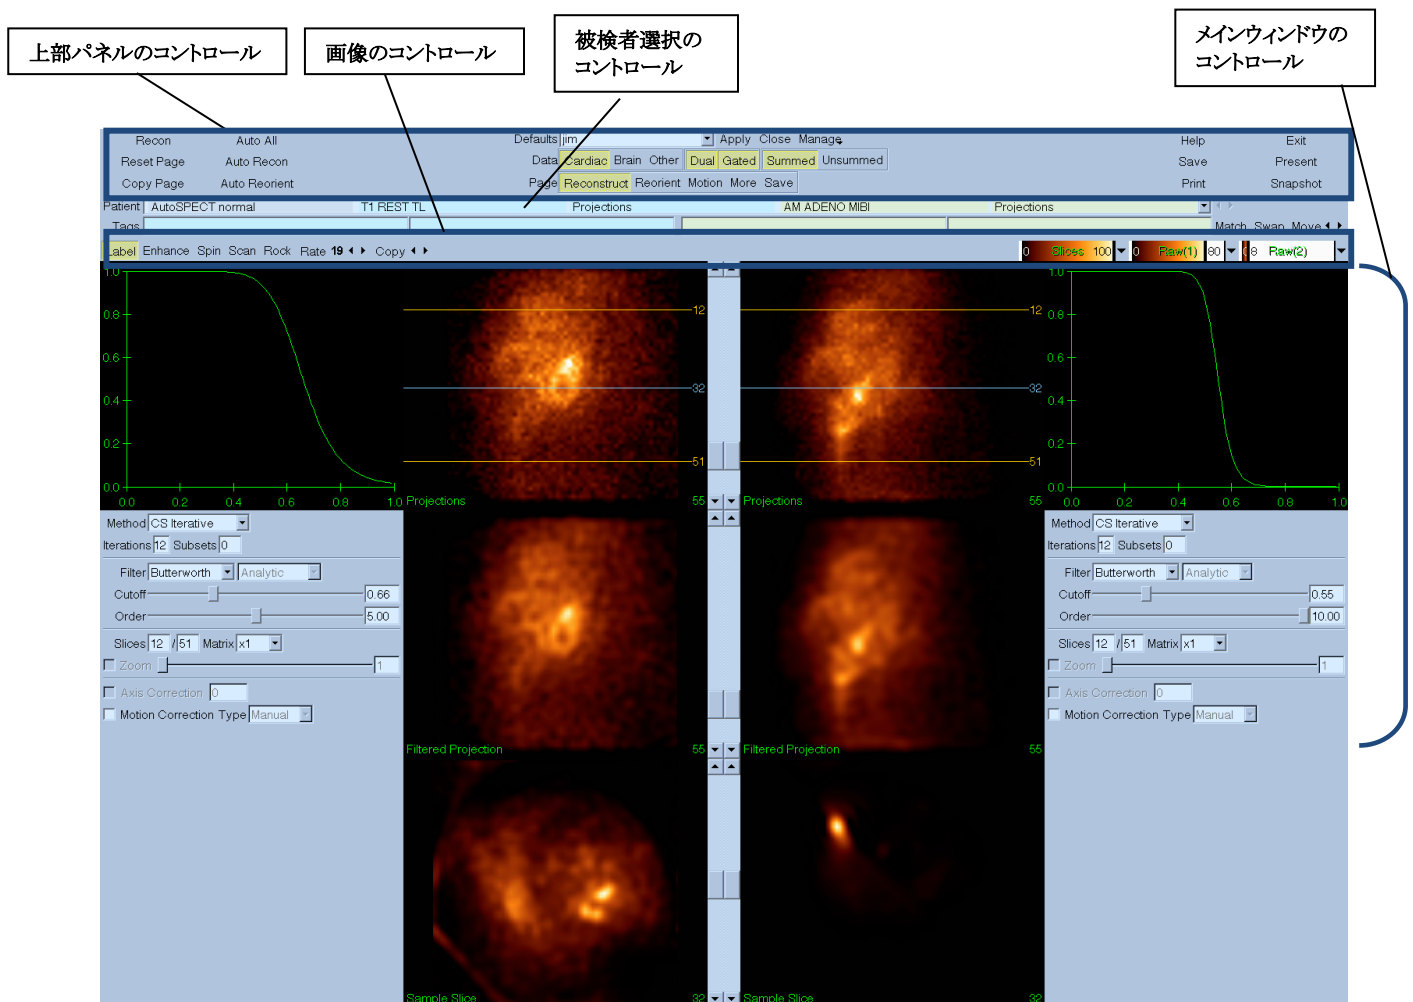 上部パネルのコントロール
画像のコントロール
被検者選択の
コントロール
メインウィンドウの
コントロール
Recon Auto All Defaults jim Apply Close Manage Help Exit
Reset Page Auto Recon Data Cardiac Brain Other Dual Gated Summed Unsummed Save Present
Copy Page Auto Reorient Page Reconstruct Reorient Motion More Save Print Snapshot
Patient AutoSPECT normal T1 REST TL Projections AM ADENO MIBI Projections
Tags Match Swap Move
Label Enhance Spin Scan Rock Rate 19 Copy 0 Slices 100 0 Raw(1) 80 8 Raw(2)
1.0
0.8
0.6
0.4
0.2
0.0
0.0 0.2 0.4 0.6 0.8 1.0
12
32
51
Projections 55
12
32
51
Projections 55
1.0
0.8
0.6
0.4
0.2
0.0
0.0 0.2 0.4 0.6 0.8 1.0
Method CS Iterative
Iterations 12 Subsets 0
Filter Butterworth Analytic
Cutoff 0.66
Order 5.00
Slices 12 / 51 Matrix x1
Zoom 1
Axis Correction 0
Motion Correction Type Manual
Filtered Projection 55
Filtered Projection 55
Method CS Iterative
Iterations 12 Subsets 0
Filter Butterworth Analytic
Cutoff 0.55
Order 10.00
Slices 12 / 51 Matrix x1
Zoom 1
Axis Correction 0
Motion Correction Type Manual
Sample Slice 32
Sample Slice 32